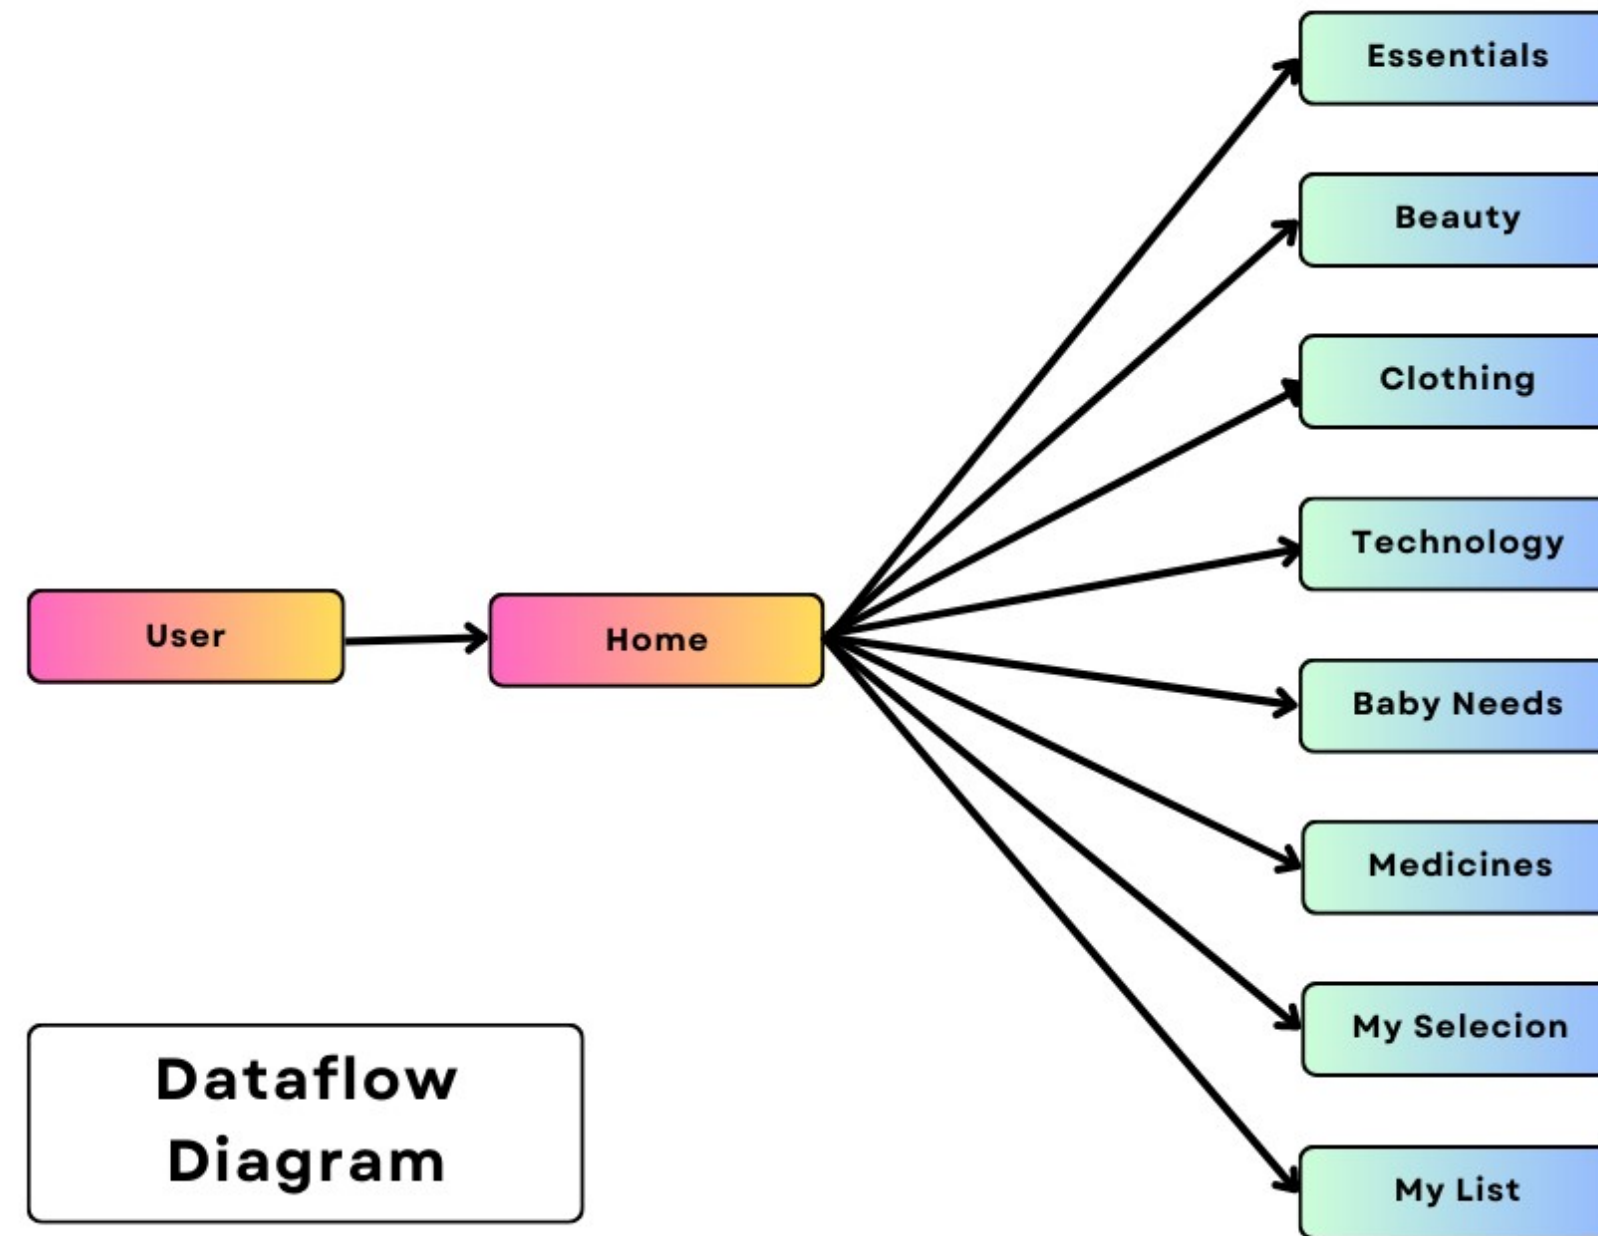 Essentials
Beauty
Clothing
Technology
User
Home
Baby Needs
Medicines
My Selecion
My List
Dataflow
Diagram